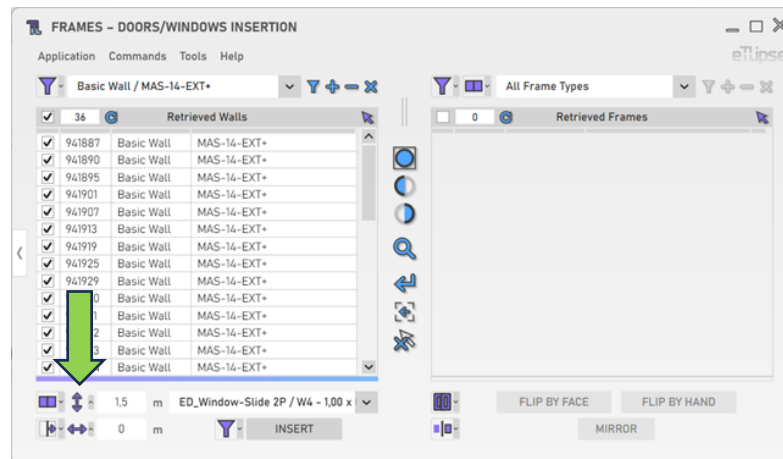 FRAMES – DOORS/WINDOWS INSERTION
Application Commands Tools Help
eTLipse
Basic Wall / MAS-14-EXT+
All Frame Types
36 Retrieved Walls
0 Retrieved Frames
941887 Basic Wall MAS-14-EXT+
941890 Basic Wall MAS-14-EXT+
941895 Basic Wall MAS-14-EXT+
941901 Basic Wall MAS-14-EXT+
941907 Basic Wall MAS-14-EXT+
941913 Basic Wall MAS-14-EXT+
941919 Basic Wall MAS-14-EXT+
941925 Basic Wall MAS-14-EXT+
941929 Basic Wall MAS-14-EXT+
0 Basic Wall MAS-14-EXT+
1 Basic Wall MAS-14-EXT+
2 Basic Wall MAS-14-EXT+
3 Basic Wall MAS-14-EXT+
Basic Wall MAS-14-EXT+
1,5 m ED_Window-Slide 2P / W4 - 1,00 x
FLIP BY FACE FLIP BY HAND
0 m INSERT
MIRROR